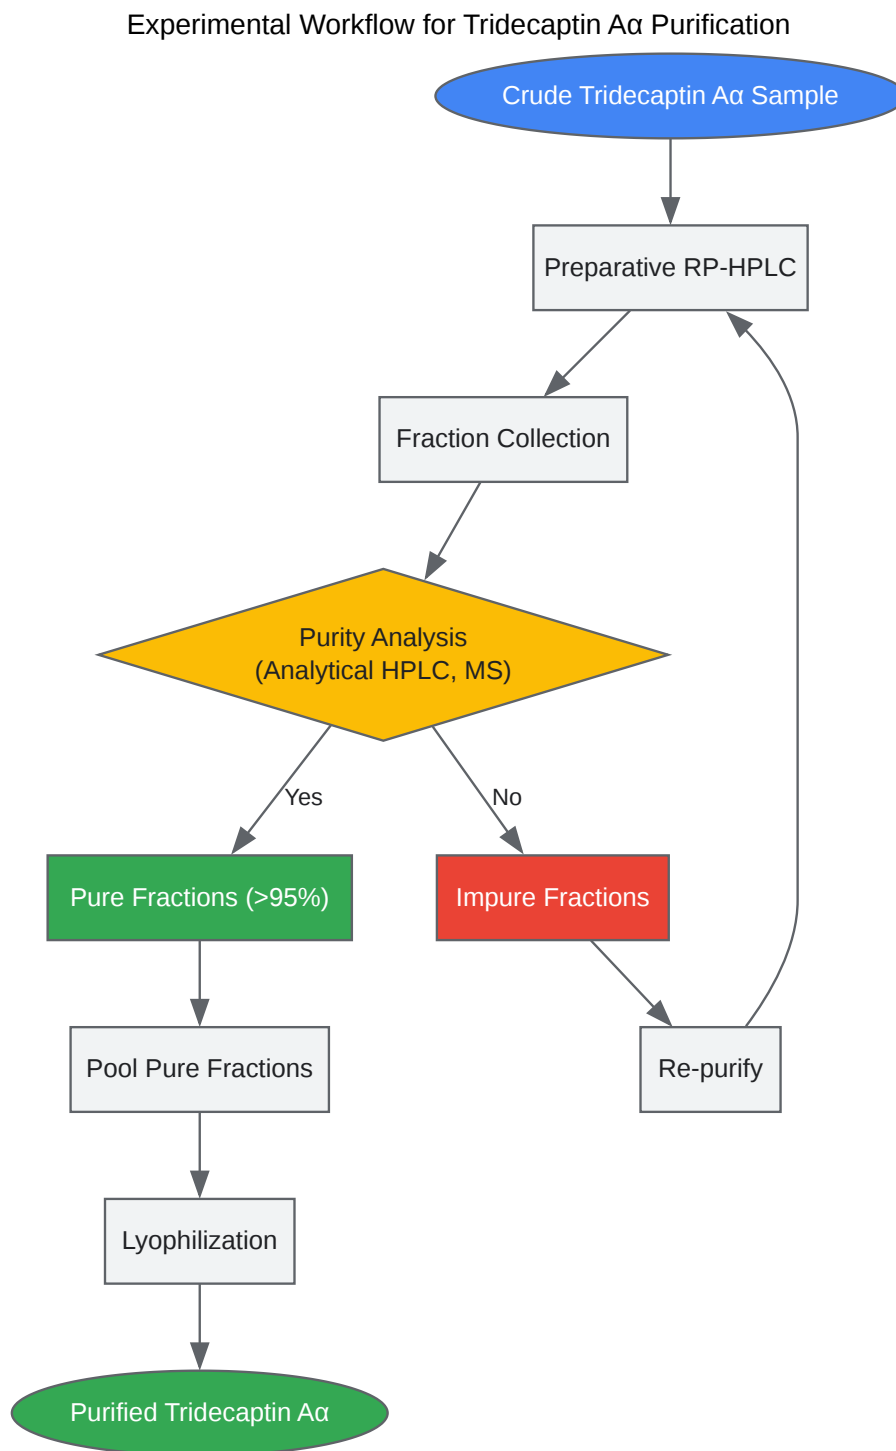 Experimental Workflow for Tridecaptin Aα Purification
Crude Tridecaptin Aα Sample
Preparative RP-HPLC
Fraction Collection
Purity Analysis
(Analytical HPLC, MS)
Yes
No
Pure Fractions (>95%)
Impure Fractions
Pool Pure Fractions
Re-purify
Lyophilization
Purified Tridecaptin Aα